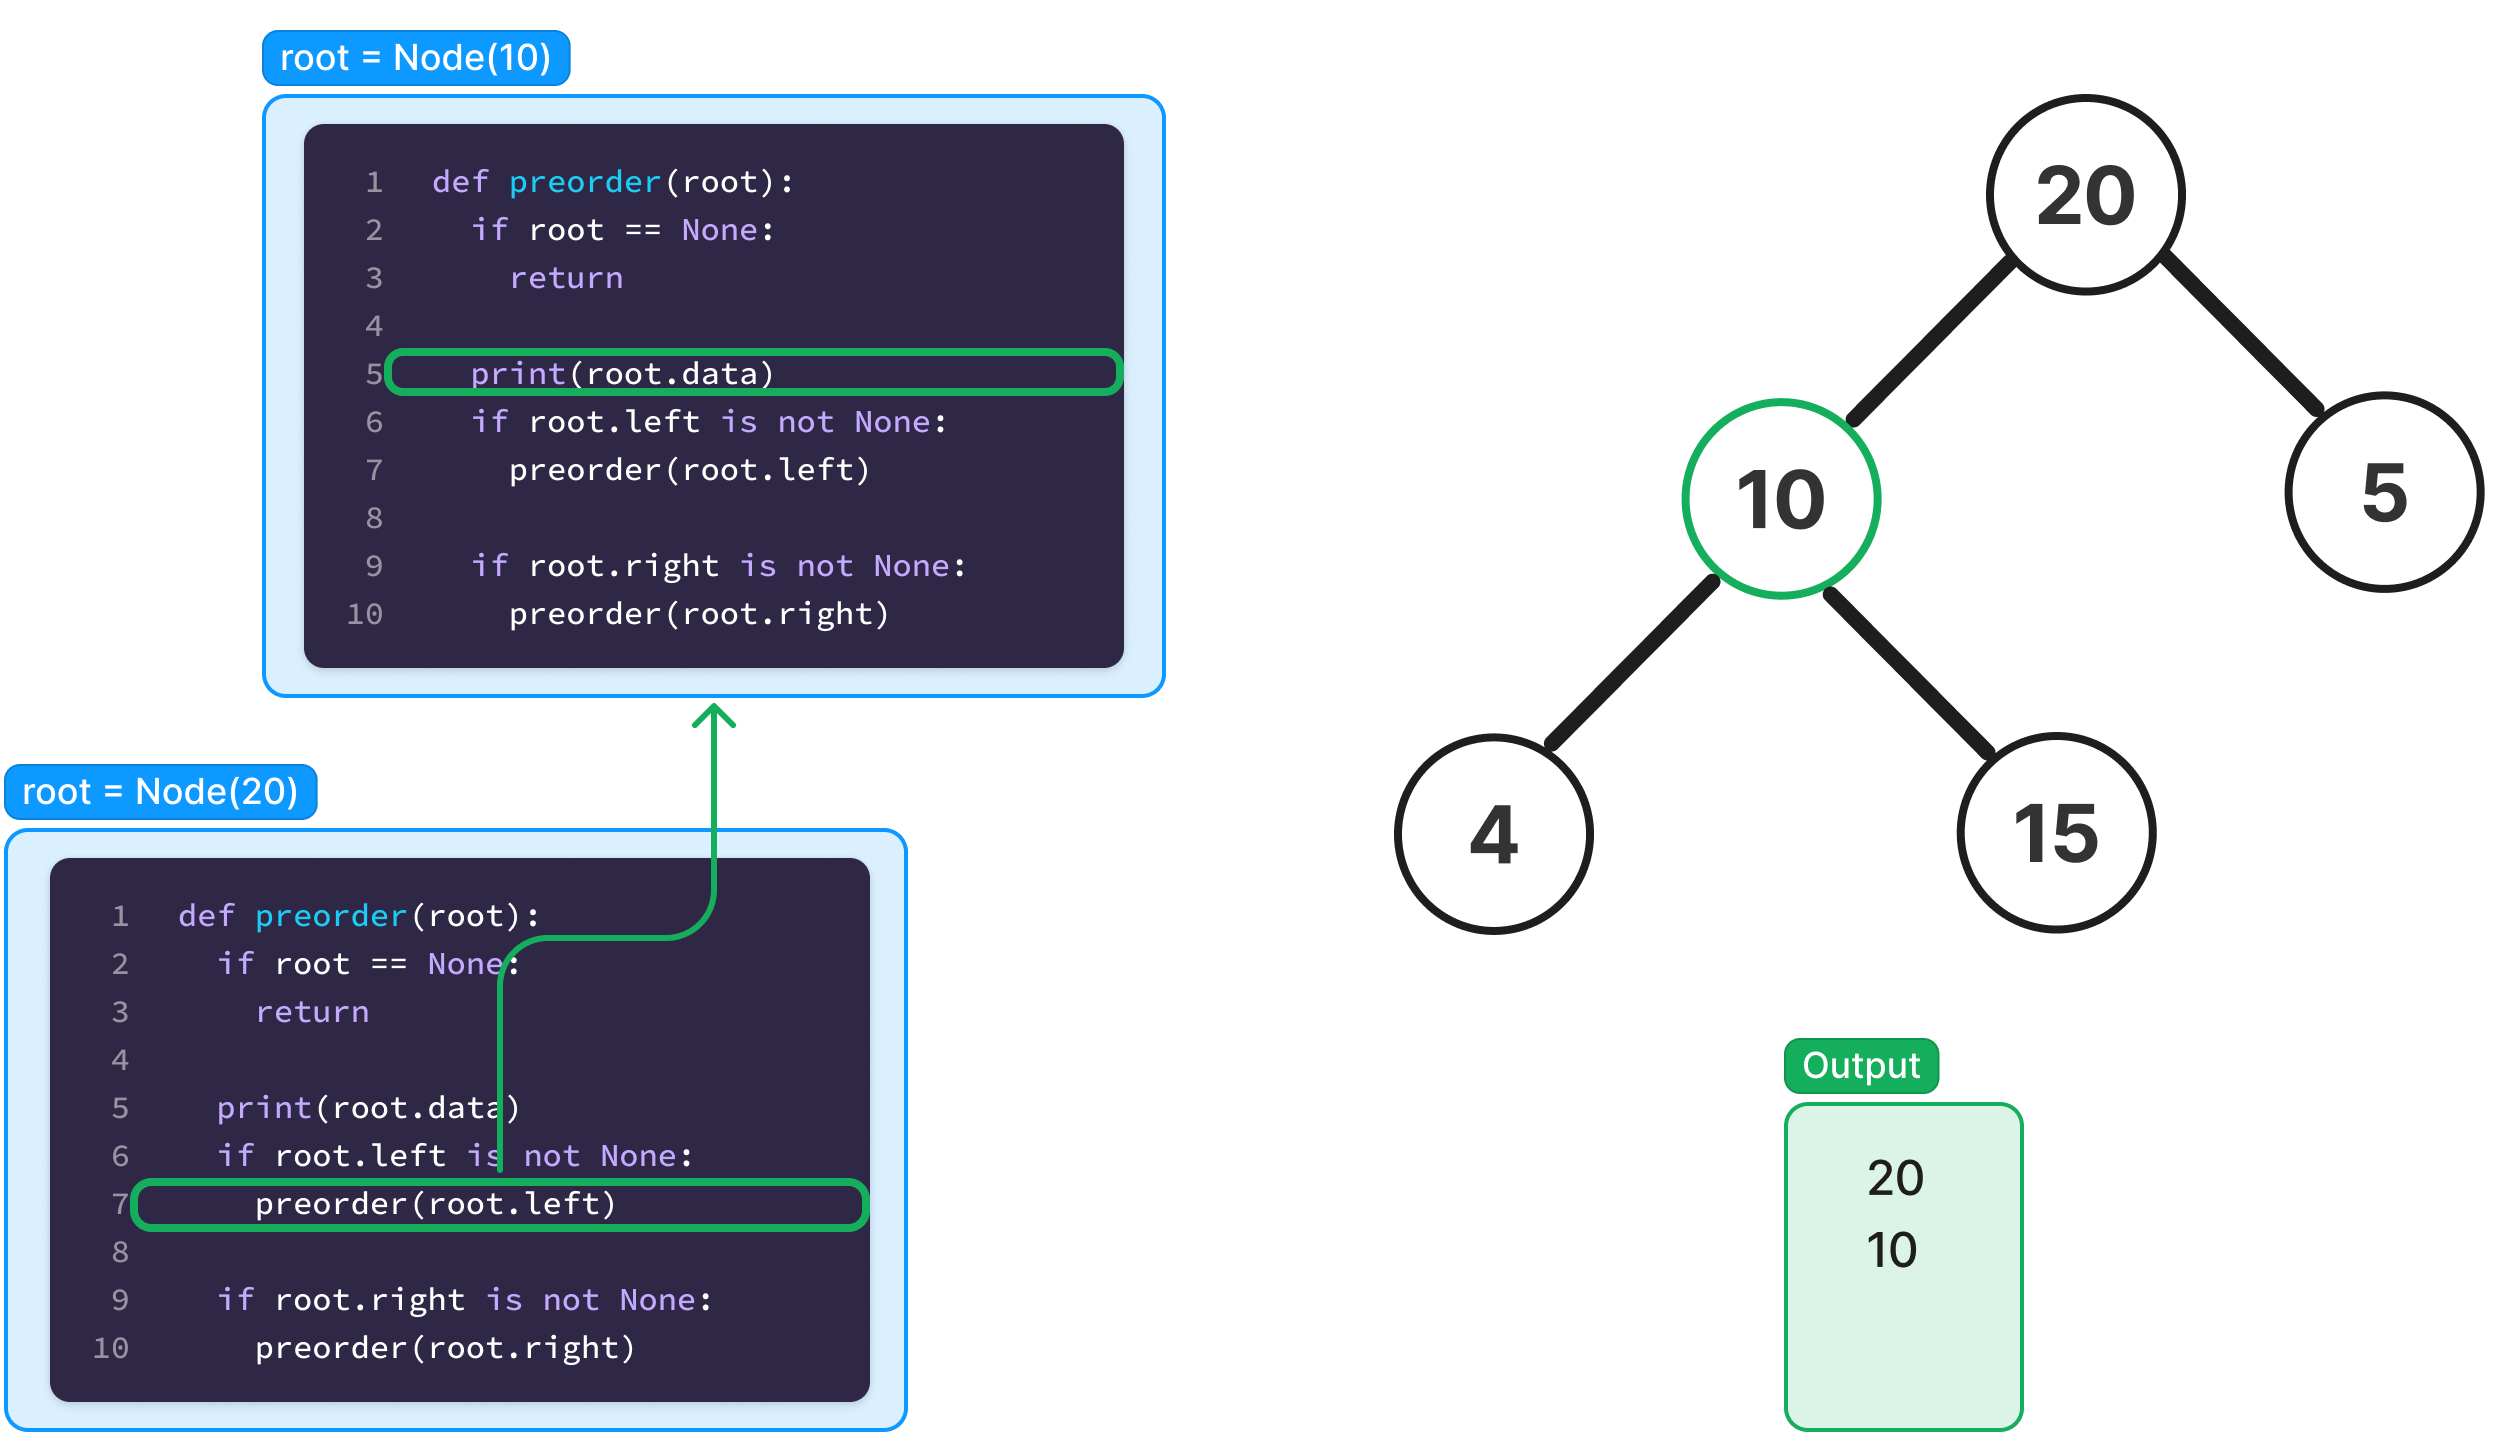 root = Node(10)
1 def preorder(root):
2   if root == None:
3     return
4
5   print(root.data)
6   if root.left is not None:
7     preorder(root.left)
8
9   if root.right is not None:
10     preorder(root.right)
root = Node(20)
1 def preorder(root):
2   if root == None:
3     return
4
5   print(root.data)
6   if root.left is not None:
7     preorder(root.left)
8
9   if root.right is not None:
10     preorder(root.right)
20
10
5
4
15
Output
20
10